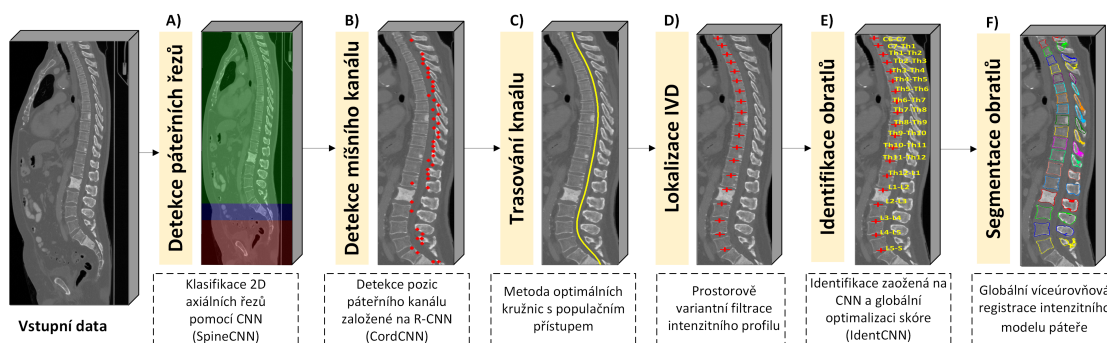 A)
B)
C)
D)
E)
F)
Detekce páteřních řezů
Detekce míšního kanálu
Trasování knaálu
Lokalizace IVD
Identifikace obratlů
Segmentace obratlů
C6-C7
C7-Th1
Th1-Th2
Th2-Th3
Th3-Th4
Th4-Th5
Th5-Th6
Th6-Th7
Th7-Th8
Th8-Th9
Th9-Th10
Th10-Th11
Th11-Th12
Th12-L1
L1-L2
L2-L3
L3-L4
L4-L5
L5-S
Vstupní data
Klasifikace 2D
axiálních řezů
pomocí CNN
(SpineCNN)
Detekce pozic
páteřního kanálu
založené na R-CNN
(CordCNN)
Metoda optimálních
kružnic s populačním
přístupem
Prostorově
variantní filtrace
intenzitního profilu
Identifikace zaožená na
CNN a globální
optimalizaci skóre
(IdentCNN)
Globální víceúrovňová
registrace intenzitního
modelu páteře